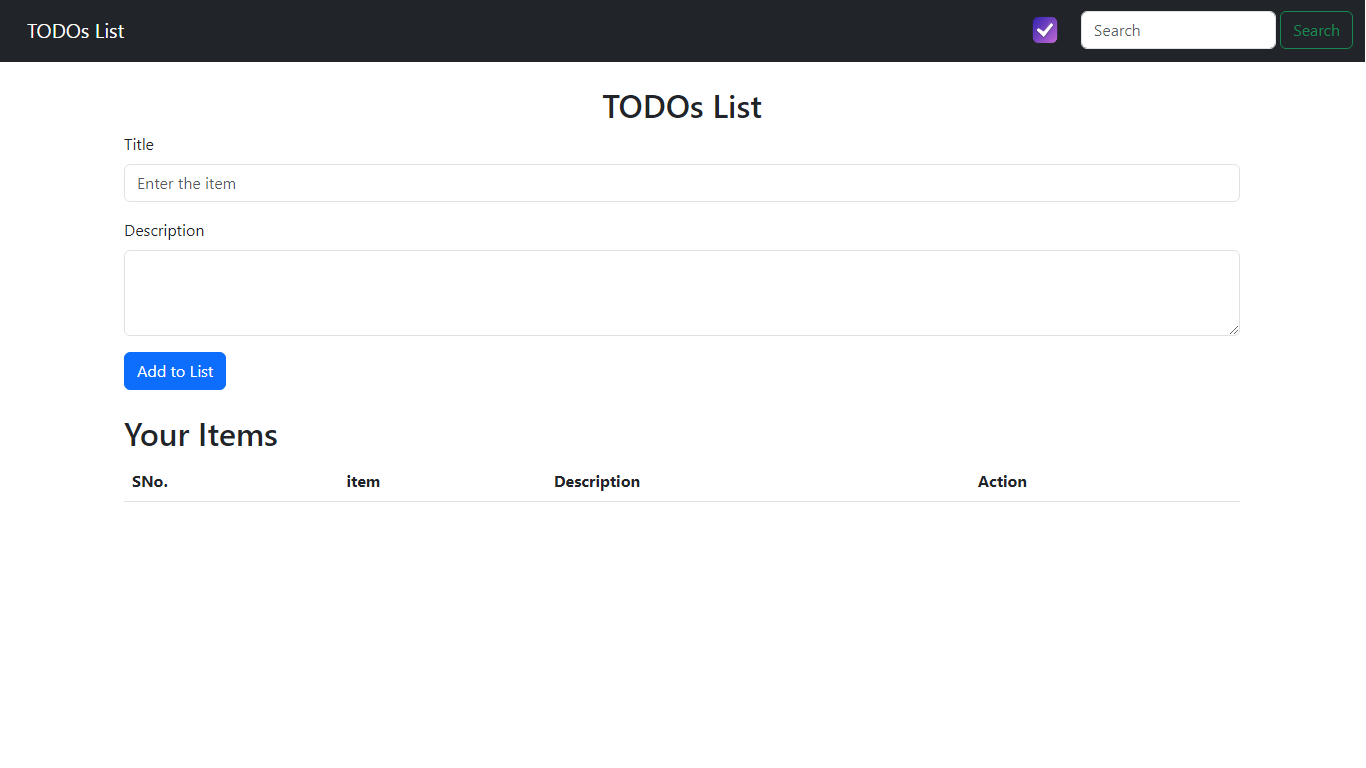 TODOs List Search Search
TODOs List
Title
Enter the item
Description
Add to List
Your Items
SNo. item Description Action